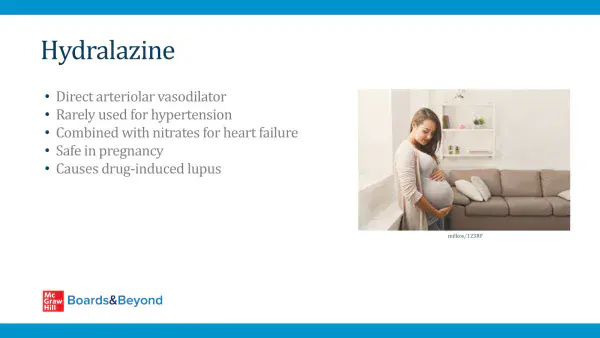 Hydralazine
• Direct arteriolar vasodilator
• Rarely used for hypertension
• Combined with nitrates for heart failure
• Safe in pregnancy
• Causes drug-induced lupus
milkos/123RF
Mc
Graw
Hill
Boards&Beyond